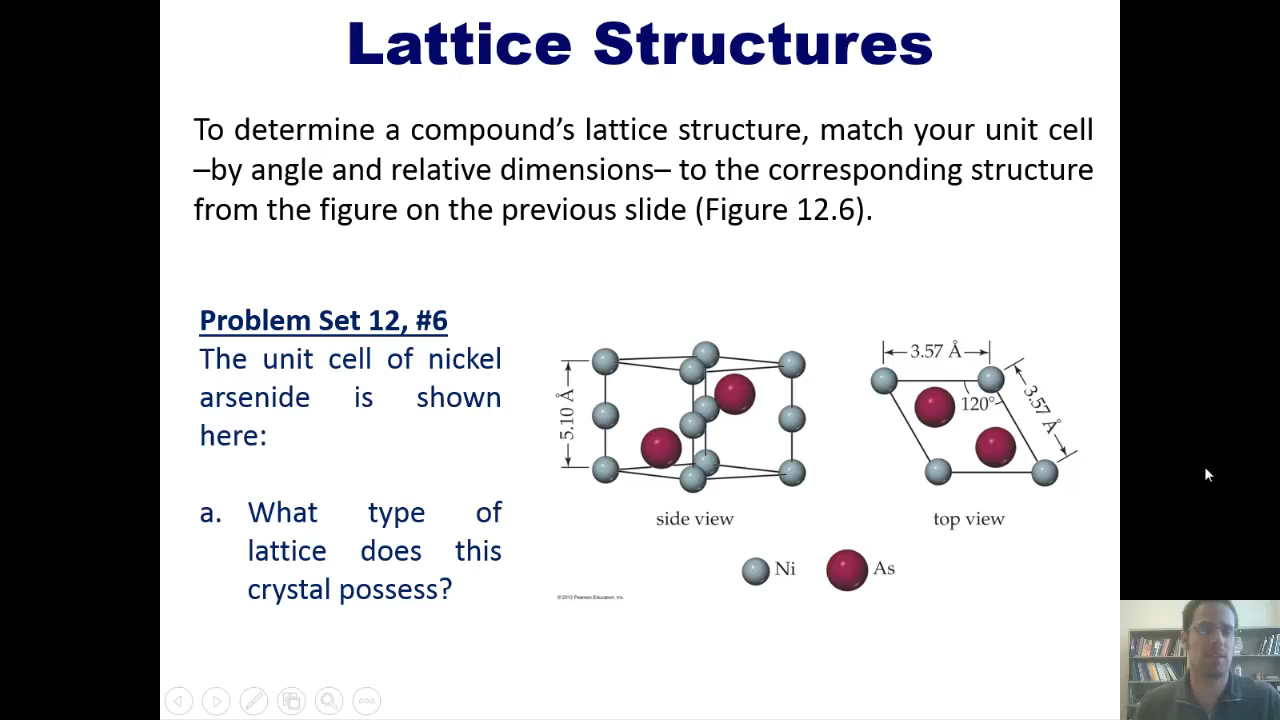 Lattice Structures
To determine a compound's lattice structure, match your unit cell
–by angle and relative dimensions– to the corresponding structure
from the figure on the previous slide (Figure 12.6).
Problem Set 12, #6
The unit cell of nickel
arsenide is shown
here:
a. What type of
lattice does this
crystal possess?
5.10 Å
side view
3.57 Å
3.57 Å
120°
top view
Ni
As
© 2012 Pearson Education, Inc.